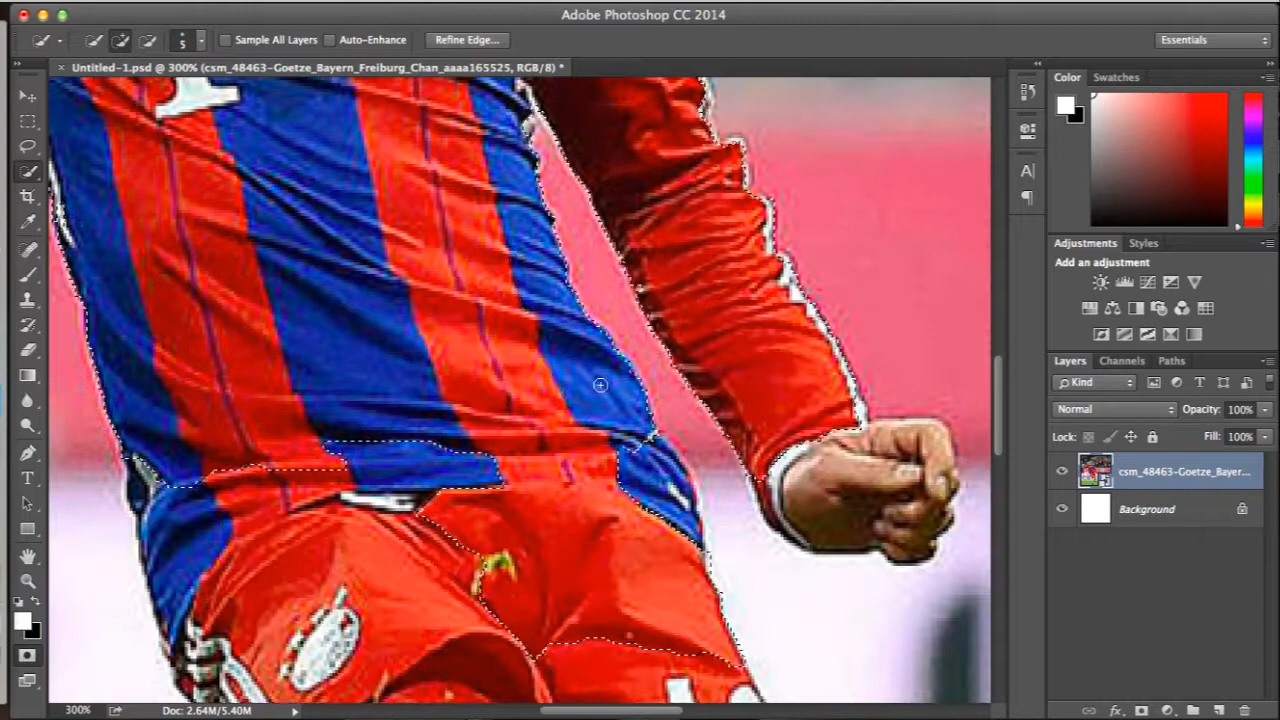 Adobe Photoshop CC 2014
5
Sample All Layers
Auto-Enhance
Refine Edge...
Essentials
× Untitled-1.psd @ 300% (csm_48463-Goetze_Bayern_Freiburg_Chan_aaaa165525, RGB/8) *
Color
Swatches
Adjustments
Styles
Add an adjustment
Layers
Channels
Paths
Kind
Normal
Opacity: 100%
Lock:
Fill: 100%
csm_48463-Goetze_Bayer...
Background
300%
Doc: 2.64M/5.40M